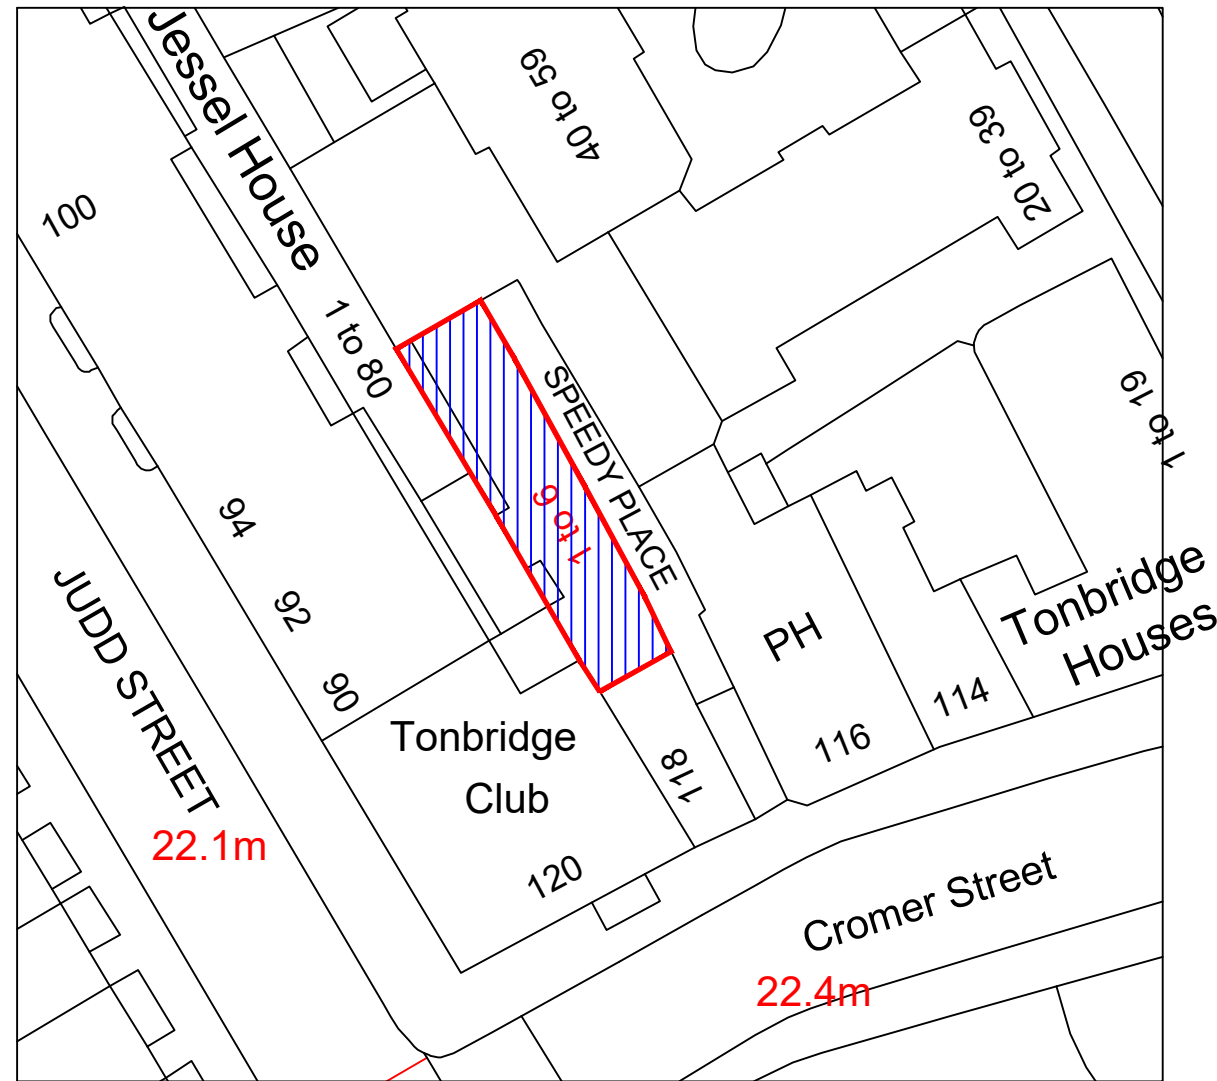 Jessel House
1 to 80
40 to 59
20 to 39
100
SPEEDY PLACE
1 to 9
1 to 19
94
92
90
JUDD STREET
22.1m
Tonbridge
Club
118
120
PH
116
114
Tonbridge
Houses
Cromer Street
22.4m